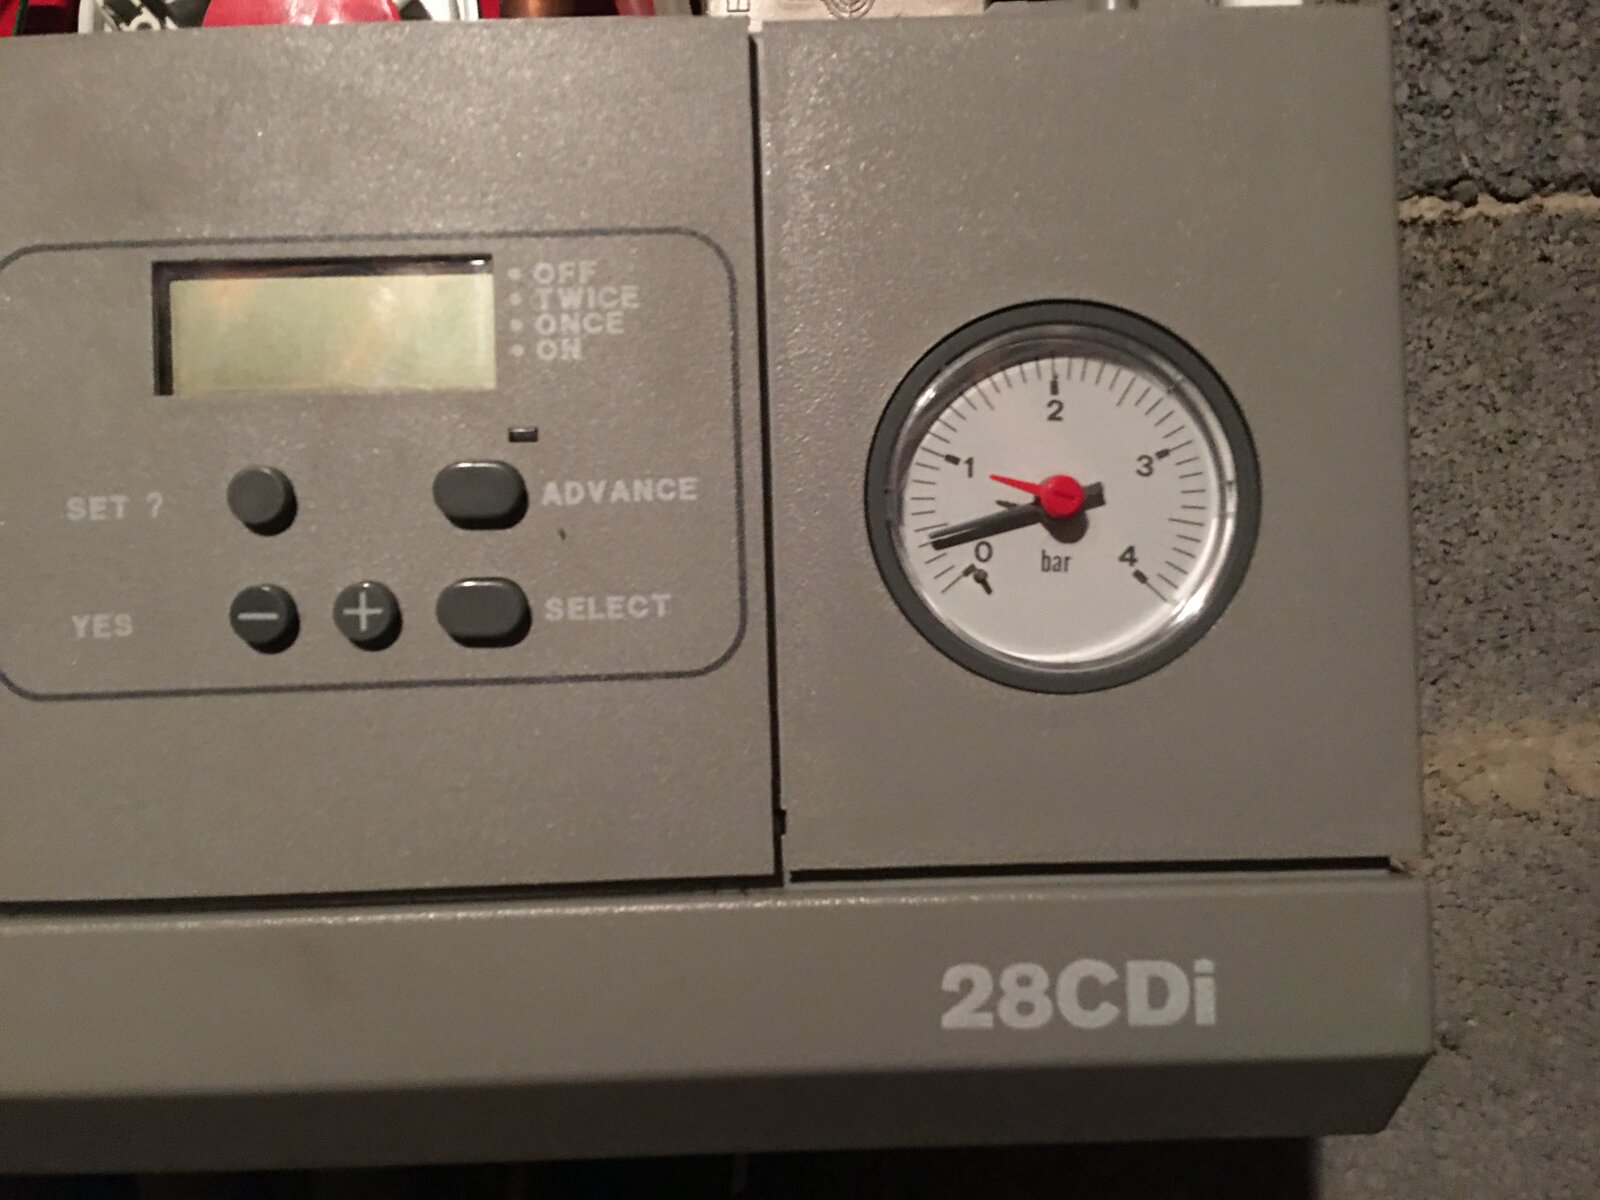 • OFF
• TWICE
• ONCE
• ON
SET ?
ADVANCE
YES
−
+
SELECT
2
1
3
0
4
bar
28CDi